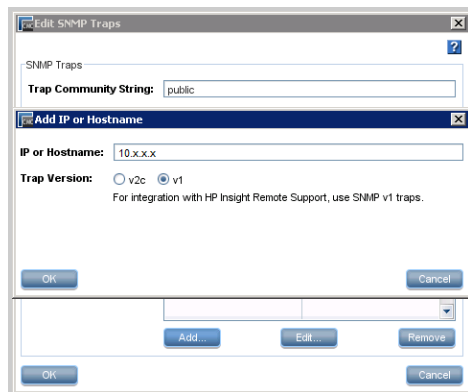 Edit SNMP Traps
?
SNMP Traps
Trap Community String: public
Add IP or Hostname
IP or Hostname: 10.x.x.x
Trap Version: v2c v1
For integration with HP Insight Remote Support, use SNMP v1 traps.
OK Cancel
Add... Edit... Remove
OK Cancel